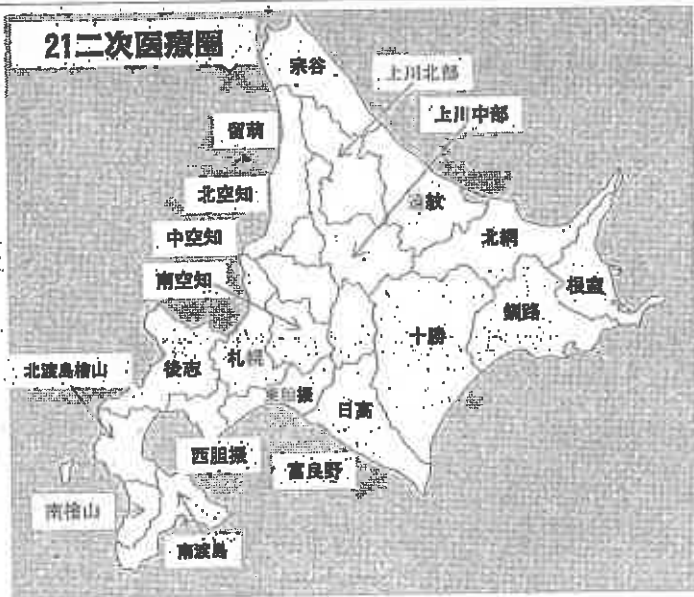 21二次医療圏
宗谷
上川北部
上川中部
留萌
北空知
中空知
南空知
遠紋
北網
根室
釧路
十勝
北渡島檜山
後志
札幌
東胆振
日高
西胆振
富良野
南檜山
南渡島